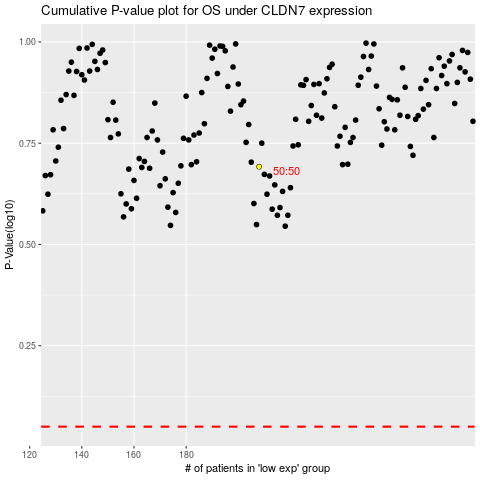 Cumulative P-value plot for OS under CLDN7 expression
P-Value(log10)
1.00
0.75
0.50
0.25
50:50
120 140 160 180
# of patients in 'low exp' group